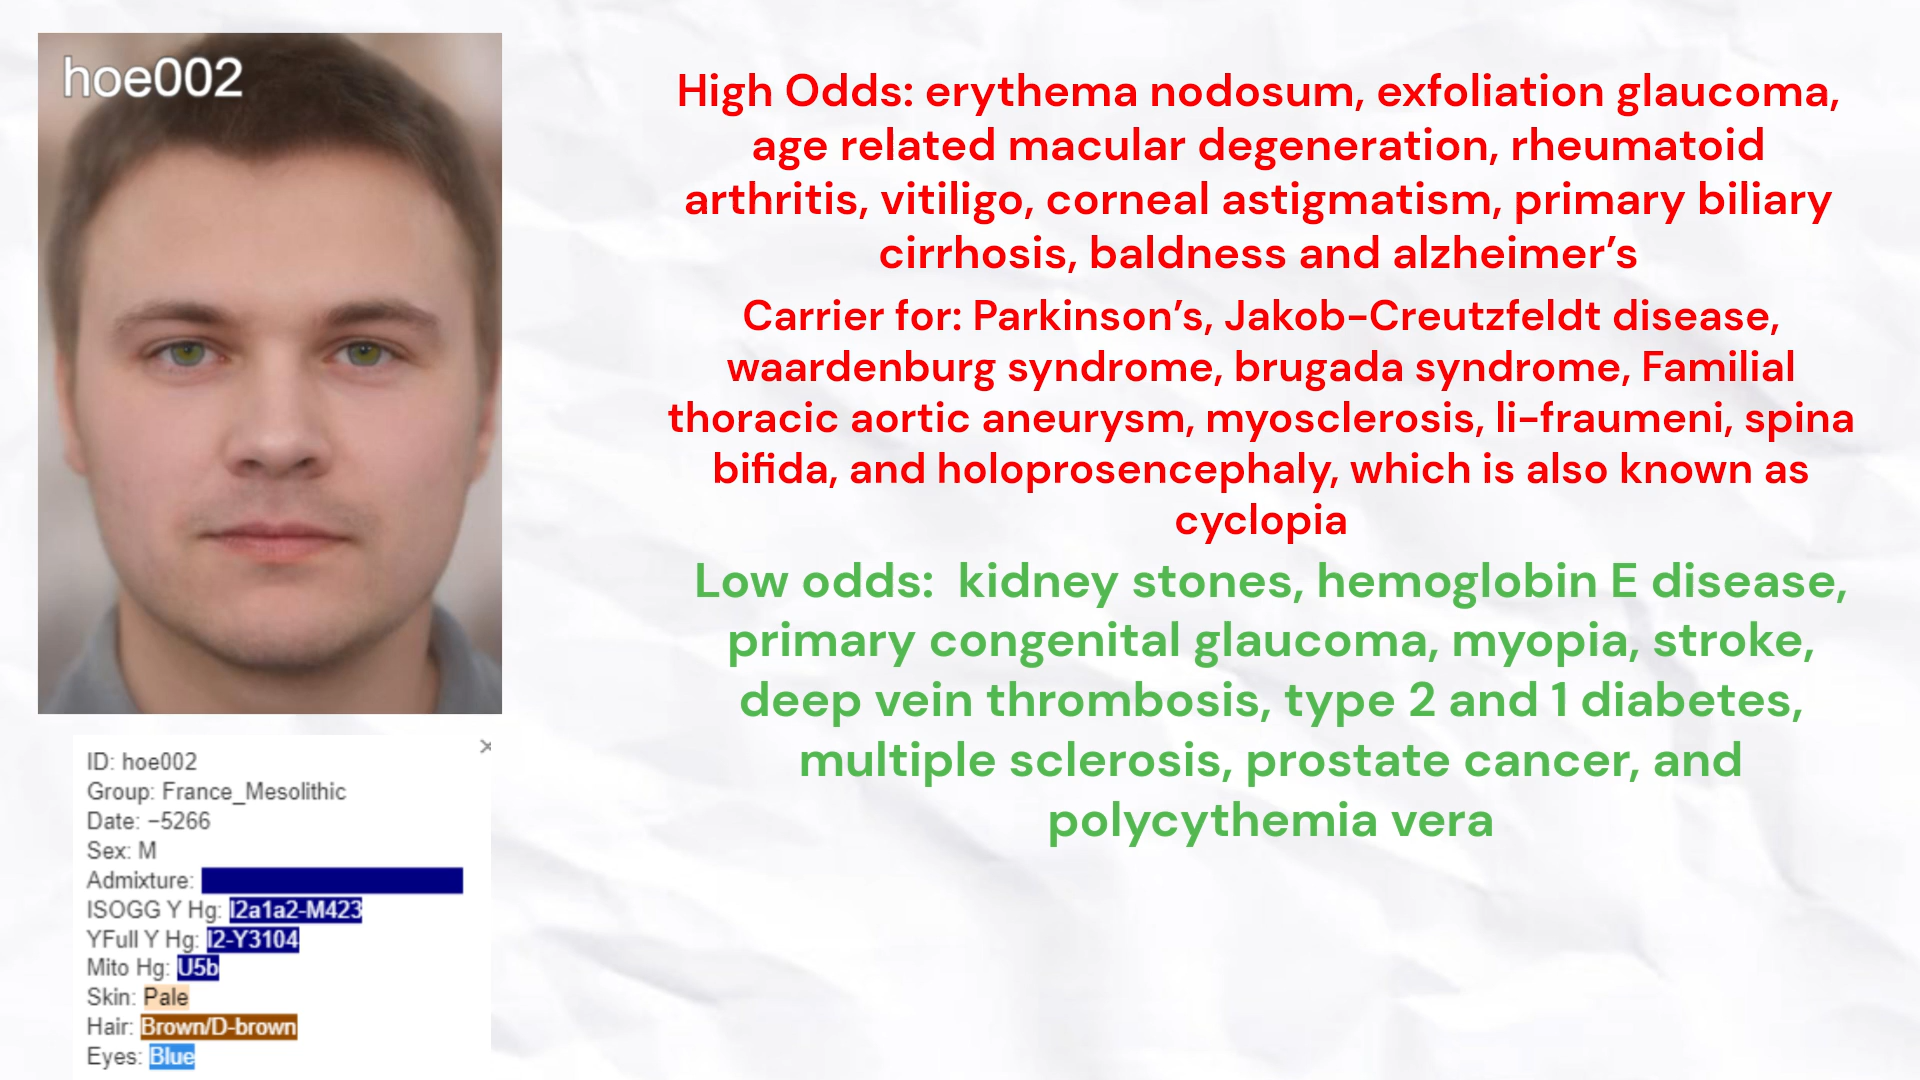 hoe002
High Odds: erythema nodosum, exfoliation glaucoma,
age related macular degeneration, rheumatoid
arthritis, vitiligo, corneal astigmatism, primary biliary
cirrhosis, baldness and alzheimer’s
Carrier for: Parkinson’s, Jakob-Creutzfeldt disease,
waardenburg syndrome, brugada syndrome, Familial
thoracic aortic aneurysm, myosclerosis, li-fraumeni, spina
bifida, and holoprosencephaly, which is also known as
cyclopia
Low odds:  kidney stones, hemoglobin E disease,
primary congenital glaucoma, myopia, stroke,
deep vein thrombosis, type 2 and 1 diabetes,
multiple sclerosis, prostate cancer, and
polycythemia vera
ID: hoe002
Group: France_Mesolithic
Date: −5266
Sex: M
Admixture:
ISOGG Y Hg: I2a1a2-M423
YFull Y Hg: I2-Y3104
Mito Hg: U5b
Skin: Pale
Hair: Brown/D-brown
Eyes: Blue